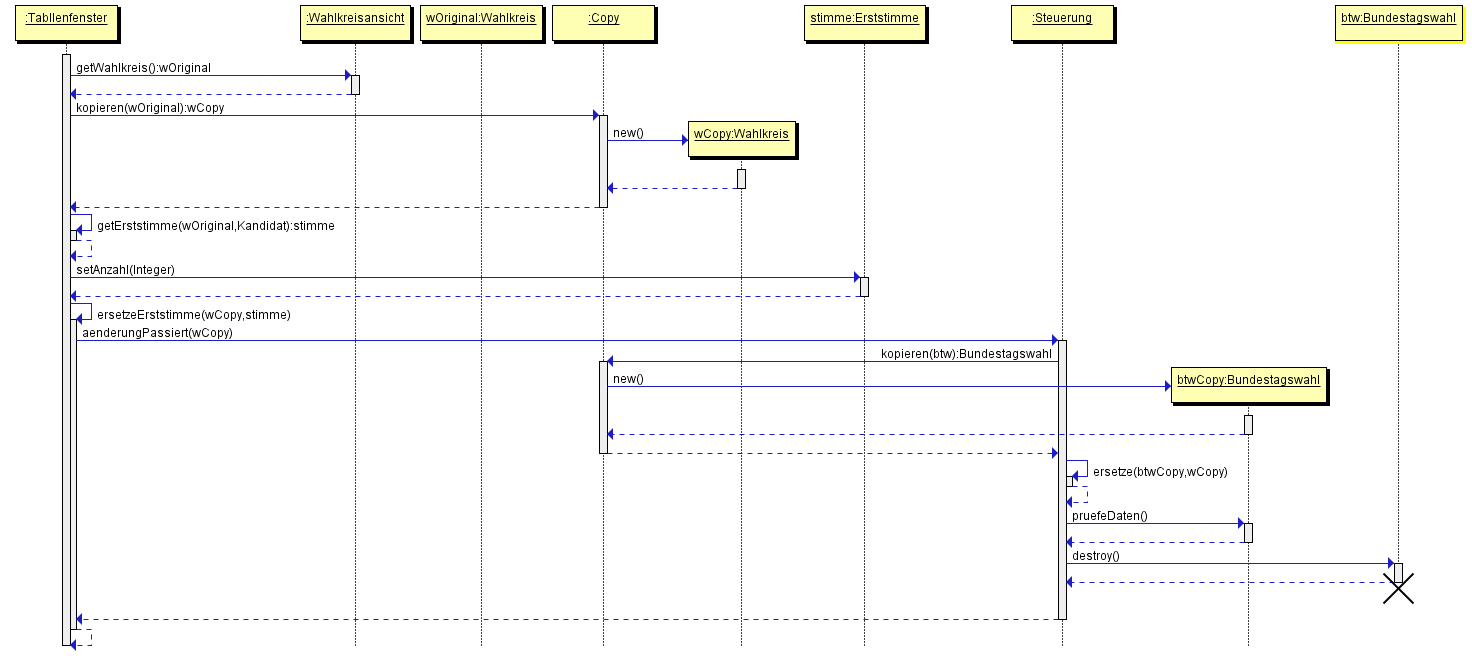 :Tabllenfenster
:Wahlkreisansicht
wOriginal:Wahlkreis
:Copy
stimme:Erststimme
:Steuerung
btw:Bundestagswahl
getWahlkreis():wOriginal
kopieren(wOriginal):wCopy
new()
wCopy:Wahlkreis
getErststimme(wOriginal,Kandidat):stimme
setAnzahl(Integer)
ersetzeErststimme(wCopy,stimme)
aenderungPassiert(wCopy)
kopieren(btw):Bundestagswahl
new()
btwCopy:Bundestagswahl
ersetze(btwCopy,wCopy)
pruefeDaten()
destroy()